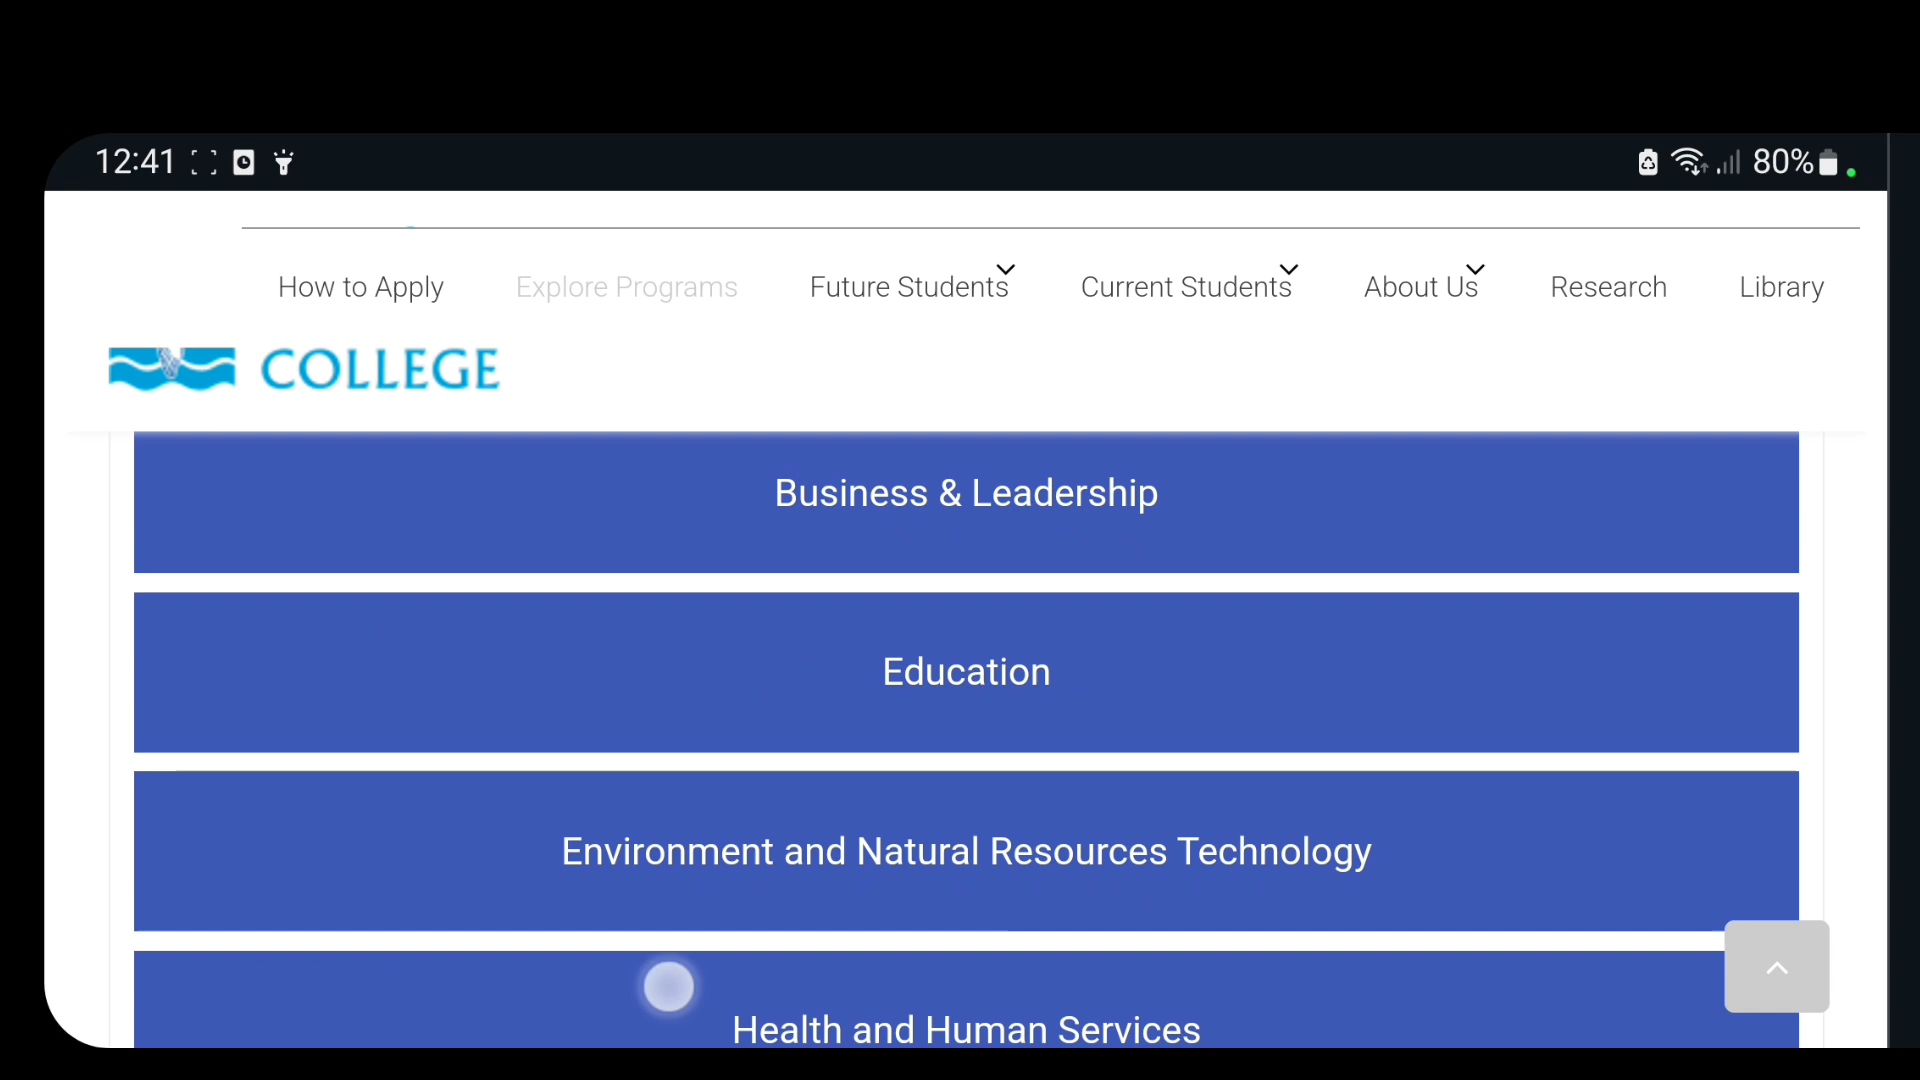 12:41
80%
How to Apply Explore Programs Future Students Current Students About Us Research Library
COLLEGE
Business & Leadership
Education
Environment and Natural Resources Technology
Health and Human Services